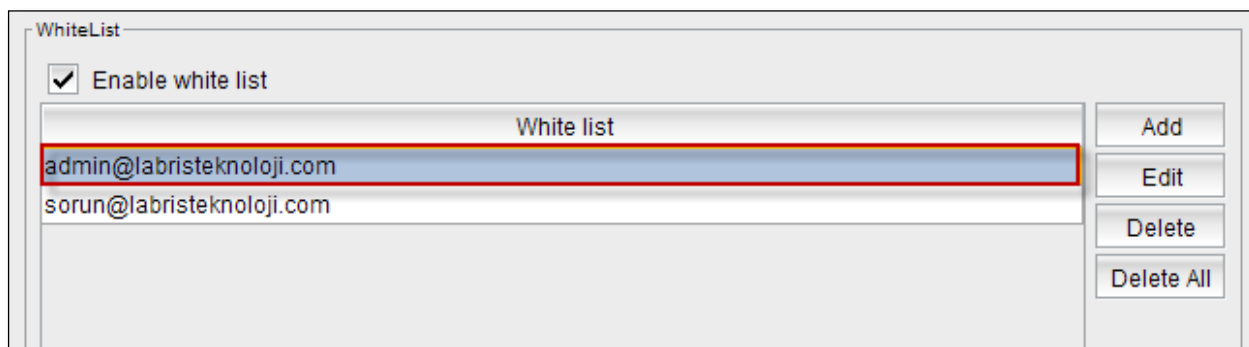 WhiteList
Enable white list
White list
Add
admin@labristeknoloji.com
Edit
sorun@labristeknoloji.com
Delete
Delete All